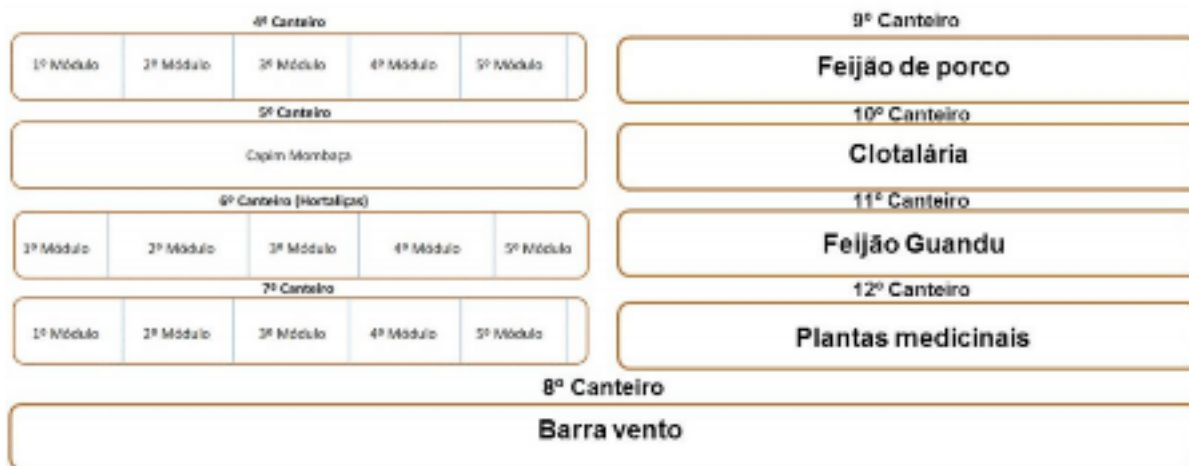 4º Canteiro
1º Módulo 2º Módulo 3º Módulo 4º Módulo 5º Módulo
5º Canteiro
Capim Mombaça
6º Canteiro (Hortaliças)
1º Módulo 2º Módulo 3º Módulo 4º Módulo 5º Módulo
7º Canteiro
1º Módulo 2º Módulo 3º Módulo 4º Módulo 5º Módulo
9º Canteiro
Feijão de porco
10º Canteiro
Clotalária
11º Canteiro
Feijão Guandu
12º Canteiro
Plantas medicinais
8º Canteiro
Barra vento